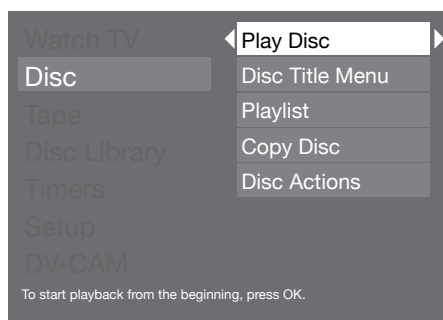 Watch TV
Disc
Tape
Disc Library
Timers
Setup
DV-CAM
Play Disc
Disc Title Menu
Playlist
Copy Disc
Disc Actions
To start playback from the beginning, press OK.